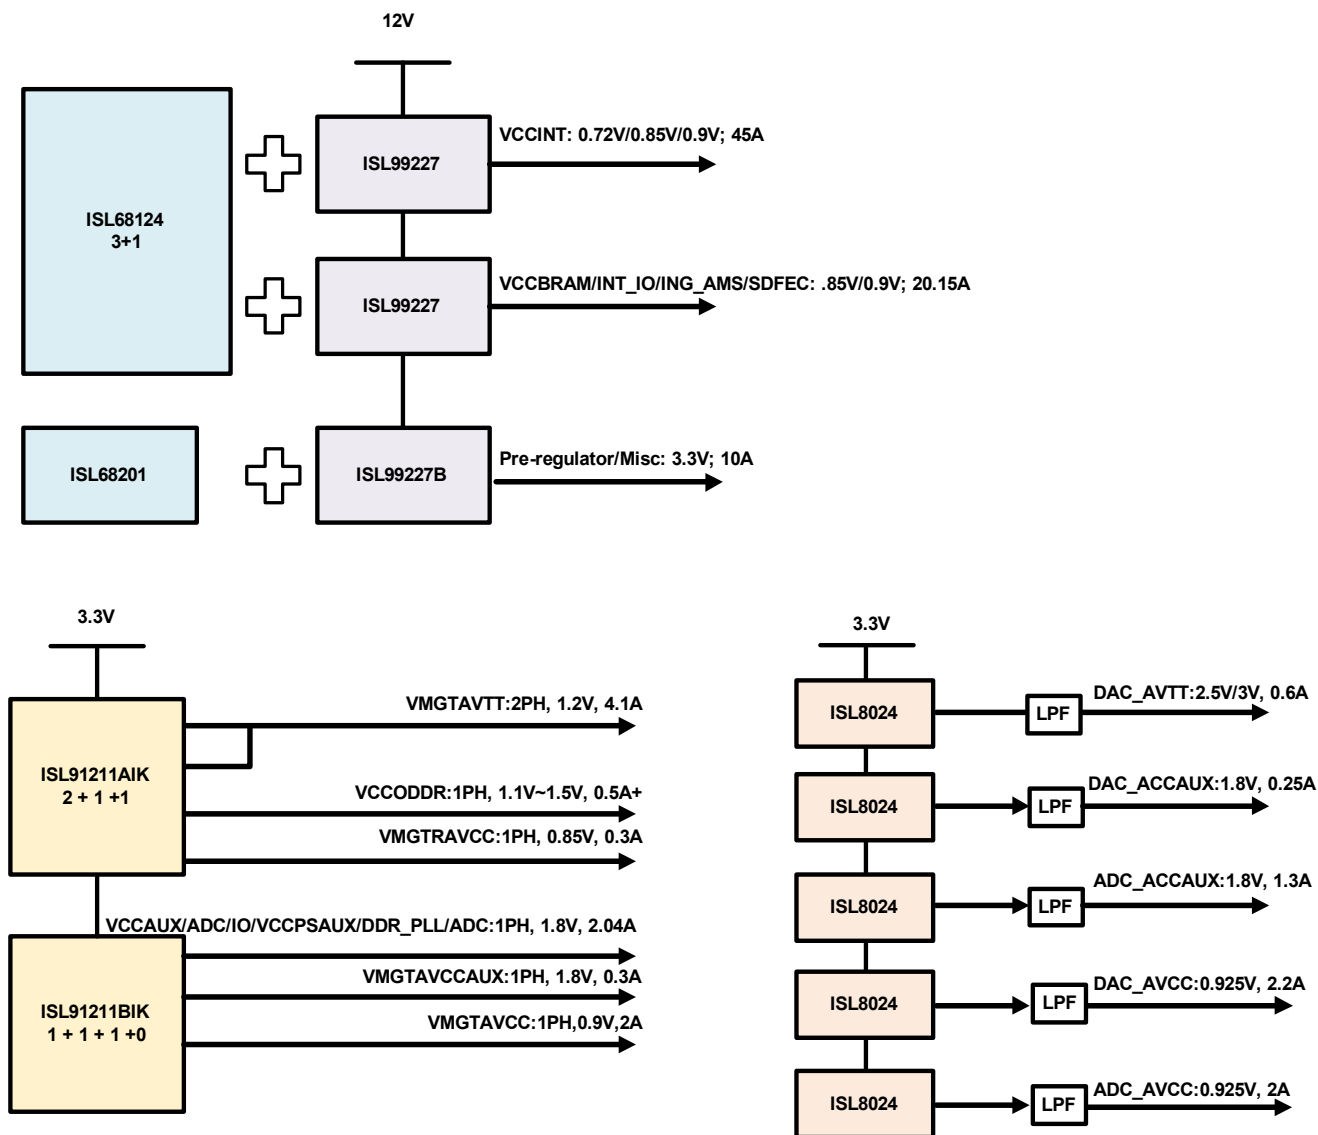 12V
ISL68124
3+1
ISL99227
VCCINT: 0.72V/0.85V/0.9V; 45A
ISL99227
VCCBRAM/INT_IO/ING_AMS/SDFEC: .85V/0.9V; 20.15A
ISL68201
ISL99227B
Pre-regulator/Misc: 3.3V; 10A
3.3V
ISL91211AIK
2 + 1 +1
VMGTAVTT:2PH, 1.2V, 4.1A
VCCODDR:1PH, 1.1V~1.5V, 0.5A+
VMGTRAVCC:1PH, 0.85V, 0.3A
ISL91211BIK
1 + 1 + 1 +0
VCCAUX/ADC/IO/VCCPSAUX/DDR_PLL/ADC:1PH, 1.8V, 2.04A
VMGTAVCCAUX:1PH, 1.8V, 0.3A
VMGTAVCC:1PH,0.9V,2A
3.3V
ISL8024
LPF
DAC_AVTT:2.5V/3V, 0.6A
ISL8024
LPF
DAC_ACCAUX:1.8V, 0.25A
ISL8024
LPF
ADC_ACCAUX:1.8V, 1.3A
ISL8024
LPF
DAC_AVCC:0.925V, 2.2A
ISL8024
LPF
ADC_AVCC:0.925V, 2A